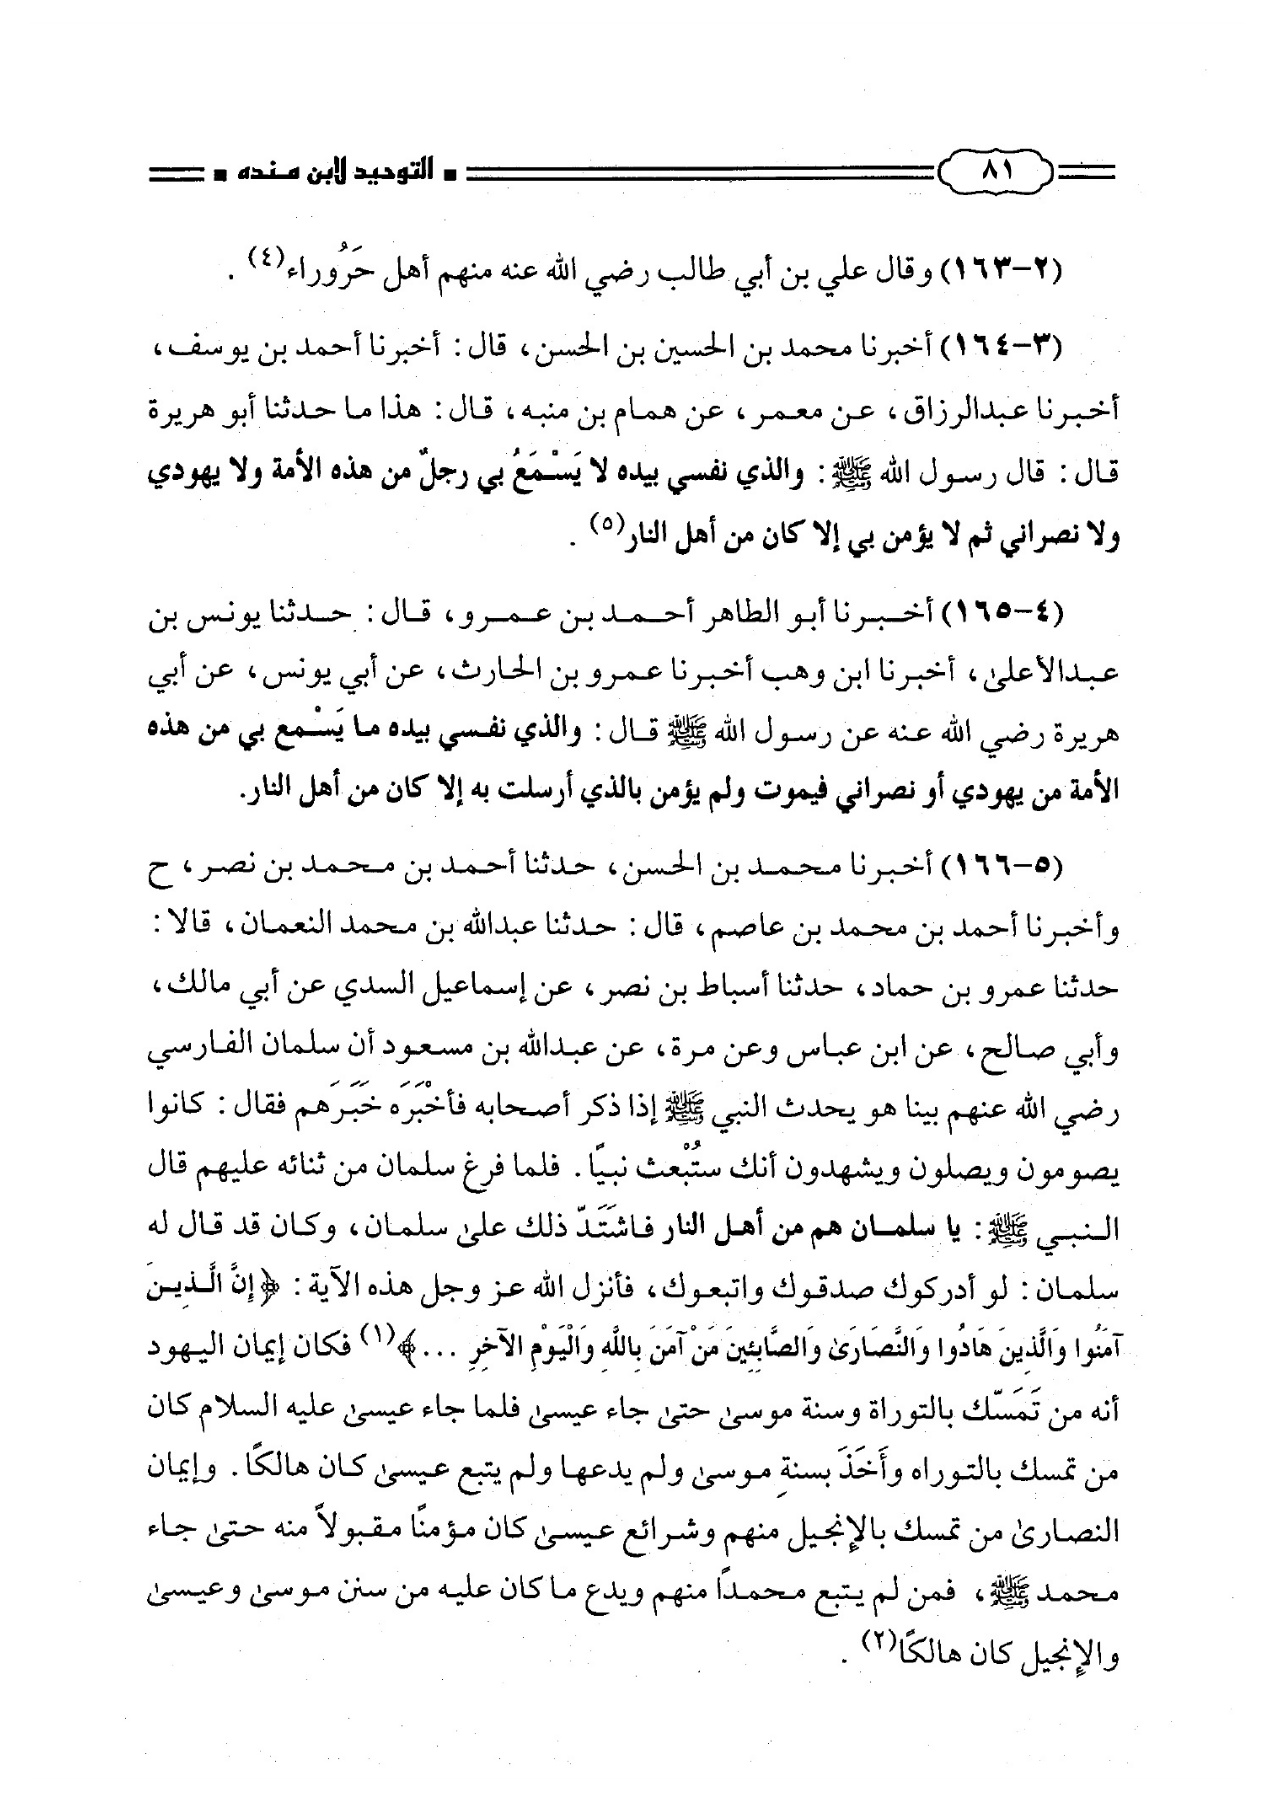 ٨١ ▪ التوحيد لابن منده ▪
(٢-١٦٣) وقال علي بن أبي طالب رضي الله عنه منهم أهل حَرُوراء(٤) .
(٣-١٦٤) أخبرنا محمد بن الحسين بن الحسن، قال: أخبرنا أحمد بن يوسف،
أخبرنا عبدالرزاق، عن معمر، عن همام بن منبه، قال: هذا ما حدثنا أبو هريرة
قال: قال رسول الله ﷺ: والذي نفسي بيده لا يَسْمَعُ بي رجلٌ من هذه الأمة ولا يهودي
ولا نصراني ثم لا يؤمن بي إلا كان من أهل النار(٥) .
(٤-١٦٥) أخبرنا أبو الطاهر أحمد بن عمرو، قال: حدثنا يونس بن
عبدالأعلى، أخبرنا ابن وهب أخبرنا عمرو بن الحارث، عن أبي يونس، عن أبي
هريرة رضي الله عنه عن رسول الله ﷺ قال: والذي نفسي بيده ما يَسْمع بي من هذه
الأمة من يهودي أو نصراني فيموت ولم يؤمن بالذي أرسلت به إلا كان من أهل النار.
(٥-١٦٦) أخبرنا محمد بن الحسن، حدثنا أحمد بن محمد بن نصر، ح
وأخبرنا أحمد بن محمد بن عاصم، قال: حدثنا عبدالله بن محمد النعمان، قالا:
حدثنا عمرو بن حماد، حدثنا أسباط بن نصر، عن إسماعيل السدي عن أبي مالك،
وأبي صالح، عن ابن عباس وعن مرة، عن عبدالله بن مسعود أن سلمان الفارسي
رضي الله عنهم بينا هو يحدث النبي ﷺ إذا ذكر أصحابه فأخْبَرَه خَبَرَهم فقال: كانوا
يصومون ويصلون ويشهدون أنك ستُبْعث نبيًّا. فلما فرغ سلمان من ثنائه عليهم قال
النبي ﷺ: يا سلمان هم من أهل النار فاشَتَدّ ذلك على سلمان، وكان قد قال له
سلمان: لو أدركوك صدقوك واتبعوك، فأنزل الله عز وجل هذه الآية: ﴿إِنَّ الَّذِينَ
آمَنُوا وَالَّذِينَ هَادُوا وَالنَّصَارَىٰ وَالصَّابِئِينَ مَنْ آمَنَ بِاللَّهِ وَالْيَوْمِ الآخِرِ ...﴾(١) فكان إيمان اليهود
أنه من تَمَسّك بالتوراة وسنة موسى حتى جاء عيسى فلما جاء عيسى عليه السلام كان
من تمسك بالتوراه وأَخَذَ بسنةِ موسى ولم يدعها ولم يتبع عيسى كان هالكًا. وإيمان
النصارى من تمسك بالإنجيل منهم وشرائع عيسى كان مؤمنًا مقبولاً منه حتى جاء
محمد ﷺ، فمن لم يتبع محمدًا منهم ويدع ما كان عليه من سنن موسى وعيسى
والإنجيل كان هالكًا(٢) .